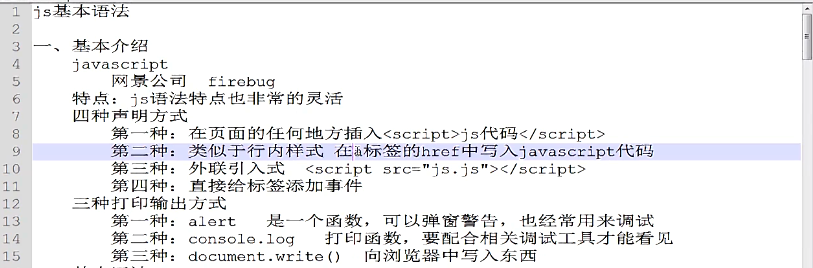 1 js基本语法
2
3 一、基本介绍
4 javascript
5 网景公司 firebug
6 特点：js语法特点也非常的灵活
7 四种声明方式
8 第一种：在页面的任何地方插入<script>js代码</script>
9 第二种：类似于行内样式 在a标签的href中写入javascript代码
10 第三种：外联引入式 <script src="js.js"></script>
11 第四种：直接给标签添加事件
12 三种打印输出方式
13 第一种：alert 是一个函数，可以弹窗警告，也经常用来调试
14 第二种：console.log 打印函数，要配合相关调试工具才能看见
15 第三种：document.write() 向浏览器中写入东西